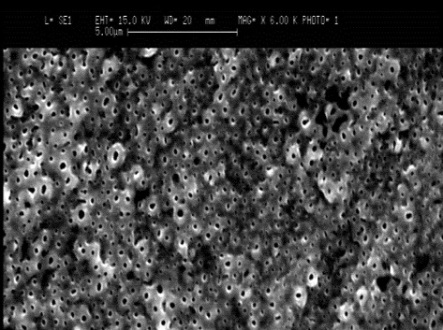 L= SE1 EHT= 15.0 KV WD= 20 mm MAG= X 6.00 K PHOTO= 1
5.00µm